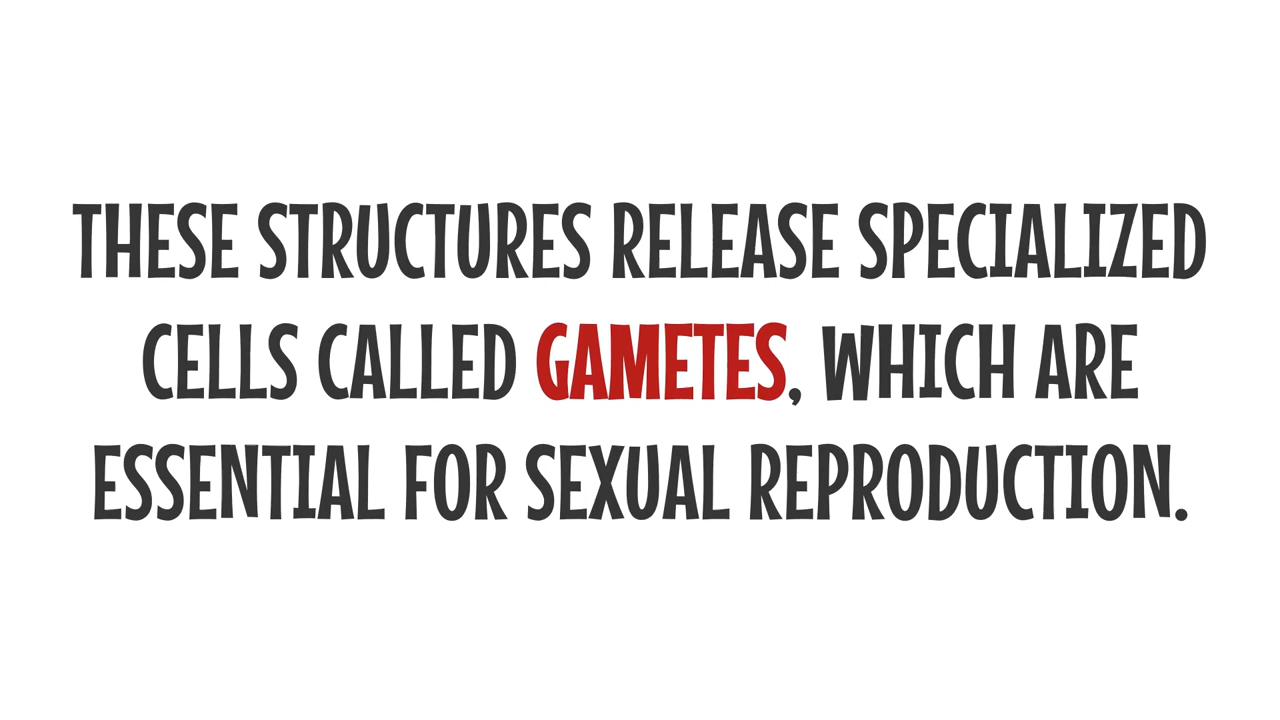 THESE STRUCTURES RELEASE SPECIALIZED
CELLS CALLED GAMETES, WHICH ARE
ESSENTIAL FOR SEXUAL REPRODUCTION.